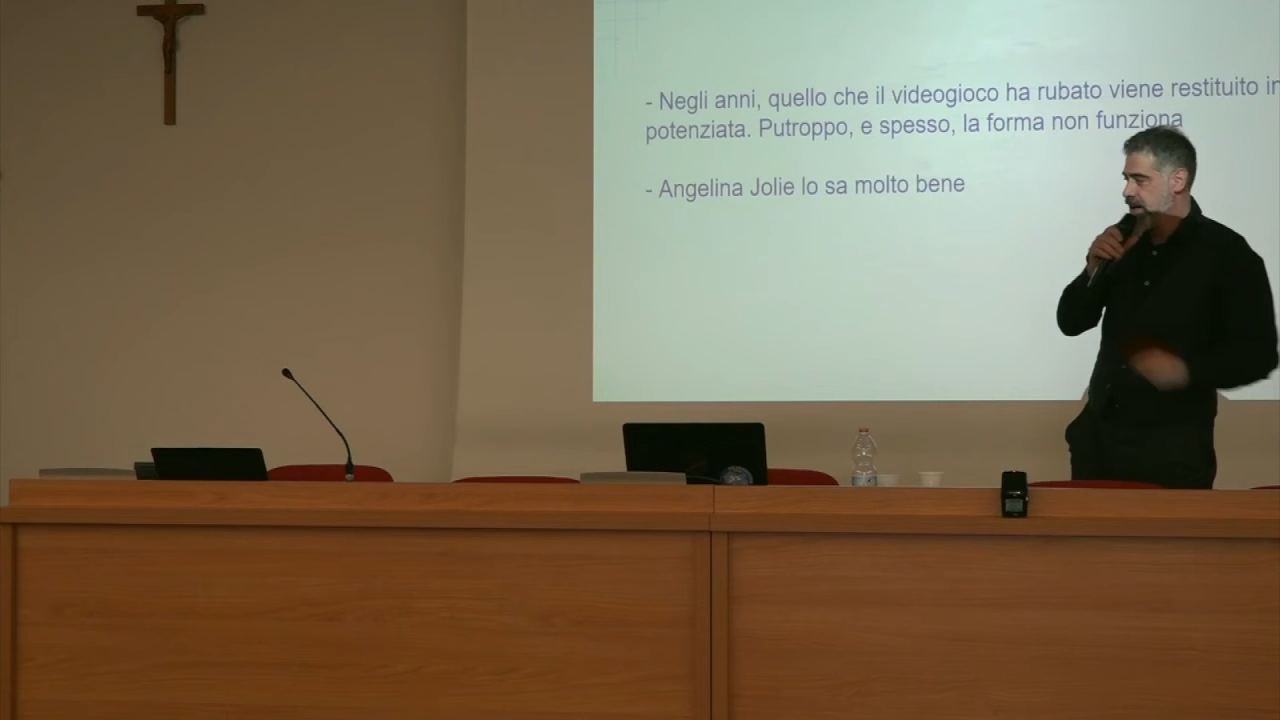 - Negli anni, quello che il videogioco ha rubato viene restituito in
potenziata. Putroppo, e spesso, la forma non funziona
- Angelina Jolie lo sa molto bene